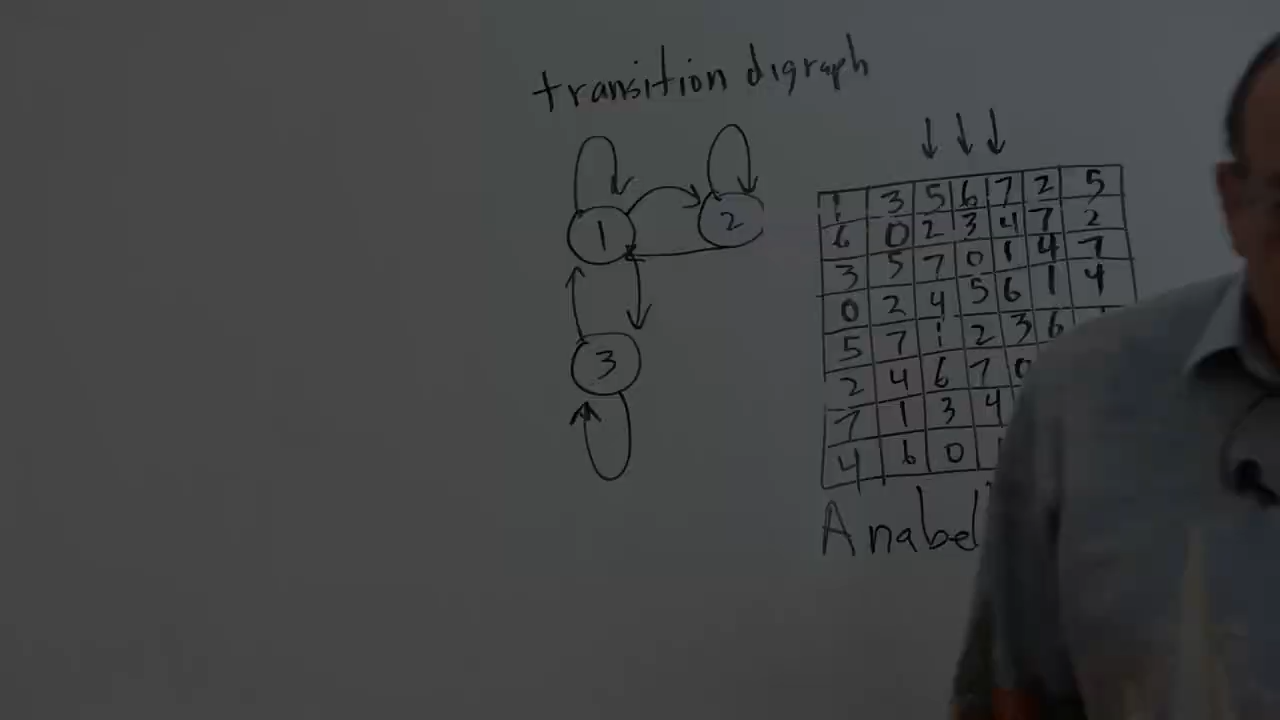 transition digraph
1 2
3
1 3 5 6 7 2 5
6 0 2 3 4 7 2
3 5 7 0 1 4 7
0 2 4 5 6 1 4
5 7 1 2 3 6
2 4 6 7 0
7 1 3 4
4 6 0
Anabel